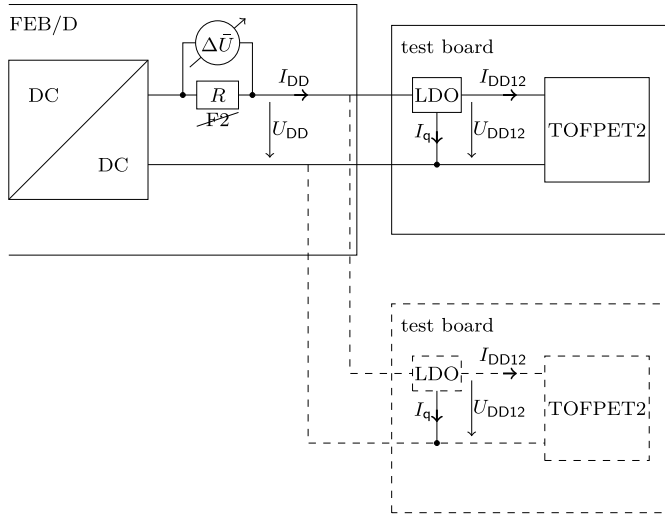 FEB/D
ΔŪ
DC
DC
R
F2
I_DD
U_DD
test board
LDO
I_DD12
I_q
U_DD12
TOFPET2
test board
LDO
I_DD12
I_q
U_DD12
TOFPET2